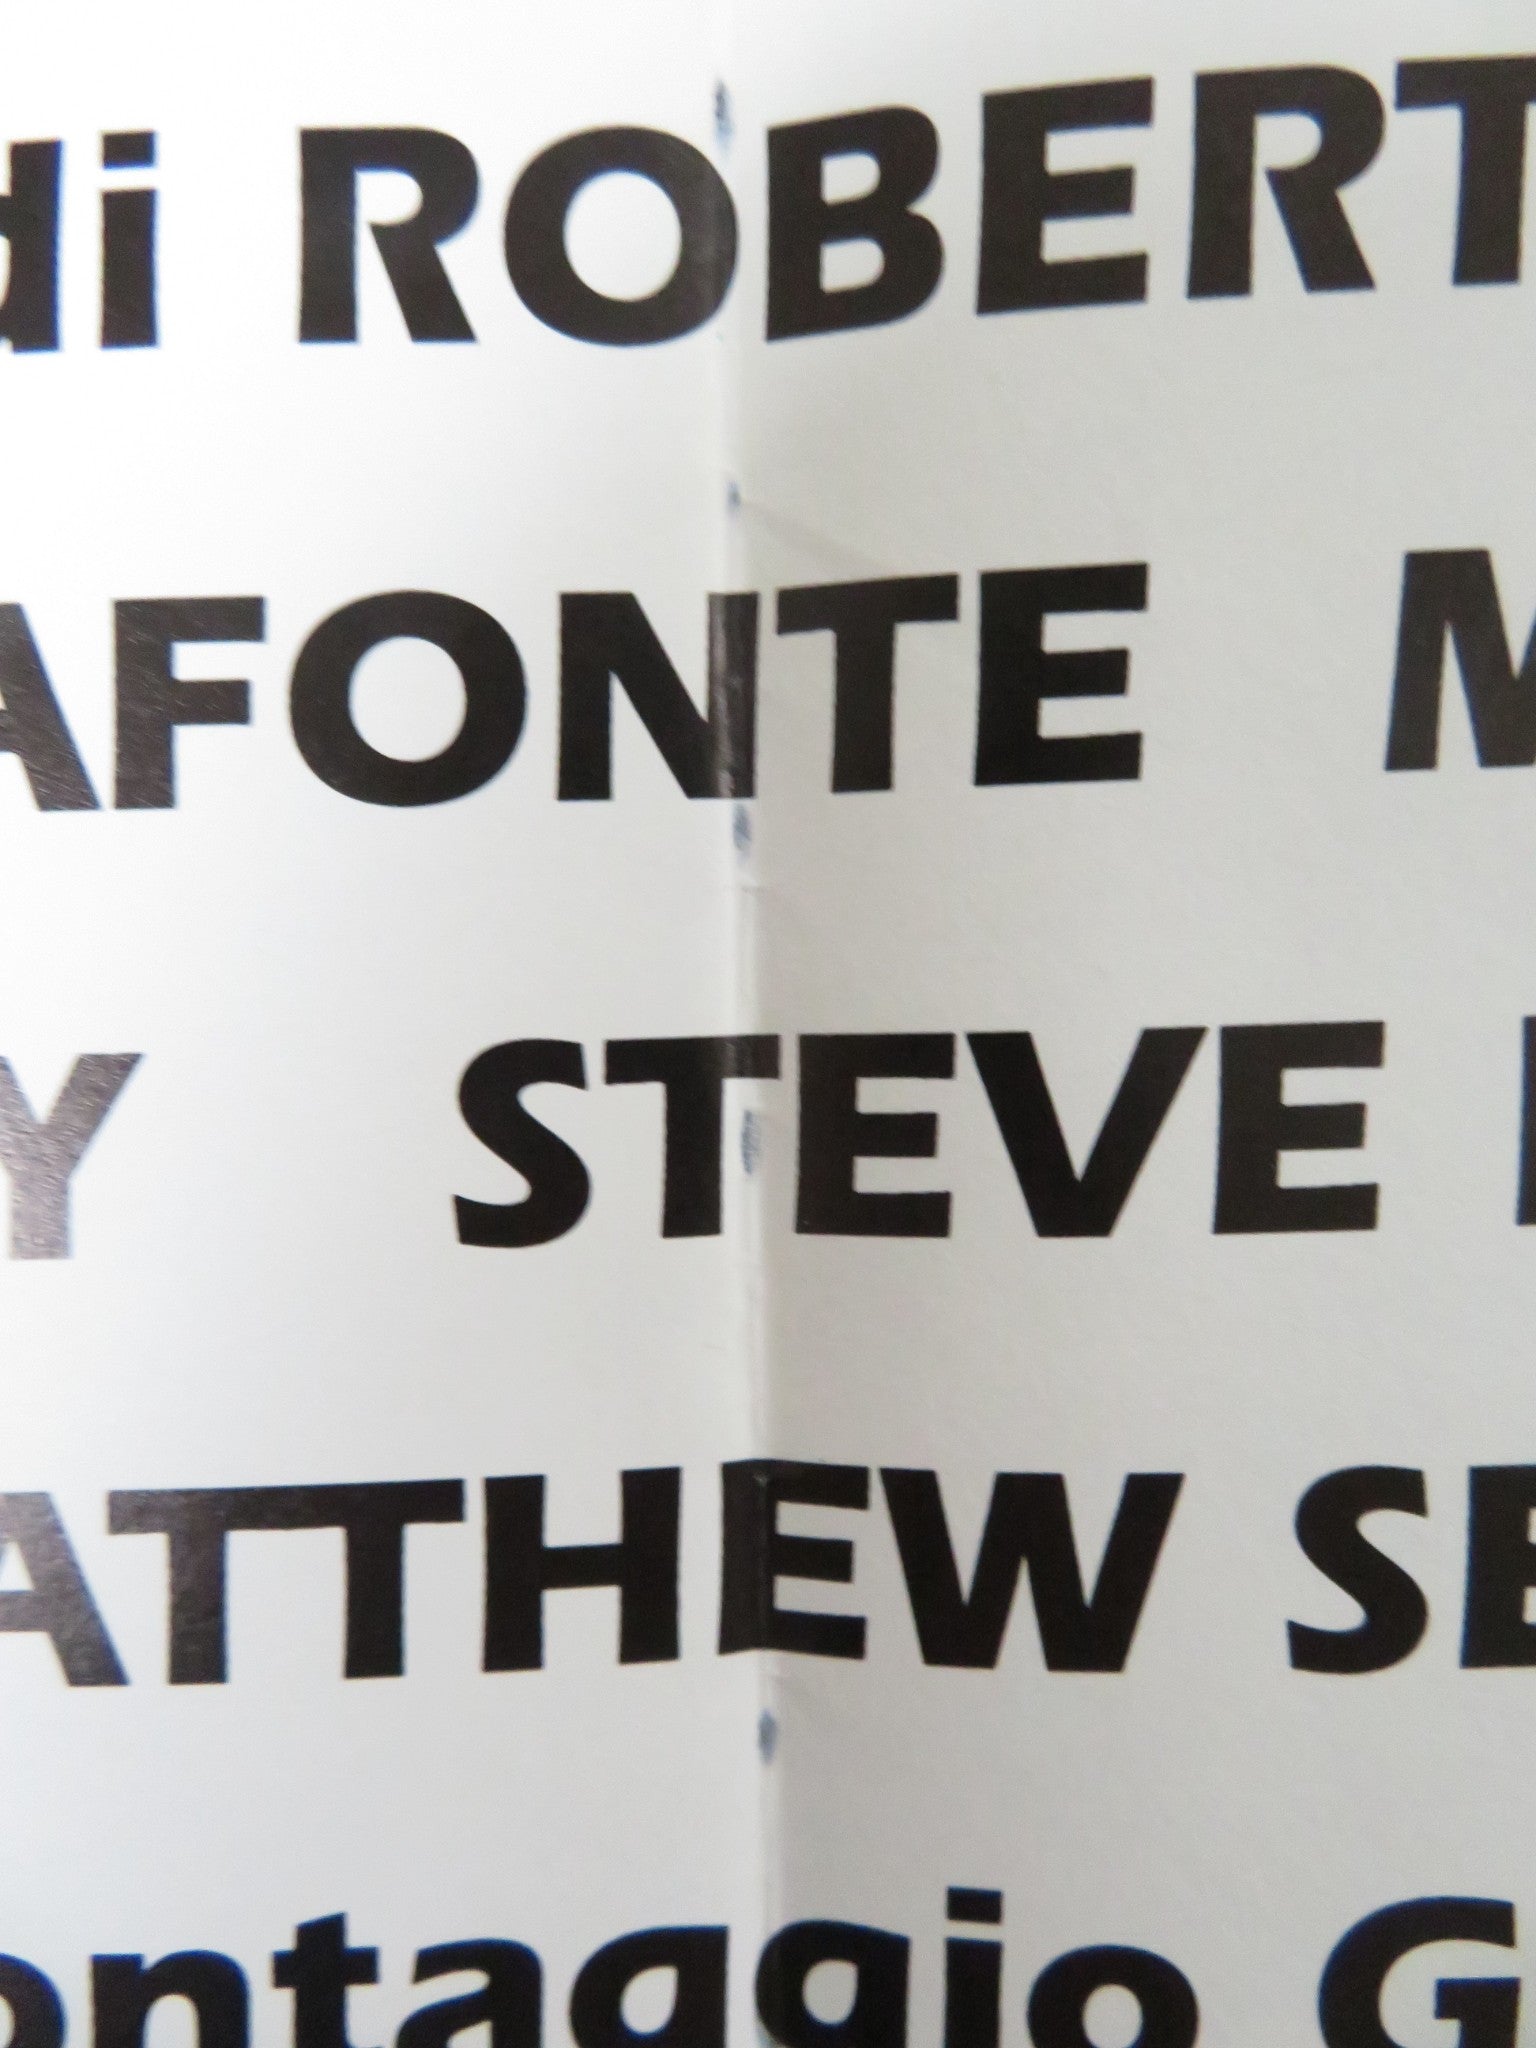 di ROBERT
AFONTE M
Y STEVE
ATTHEW SE
ontaggio G